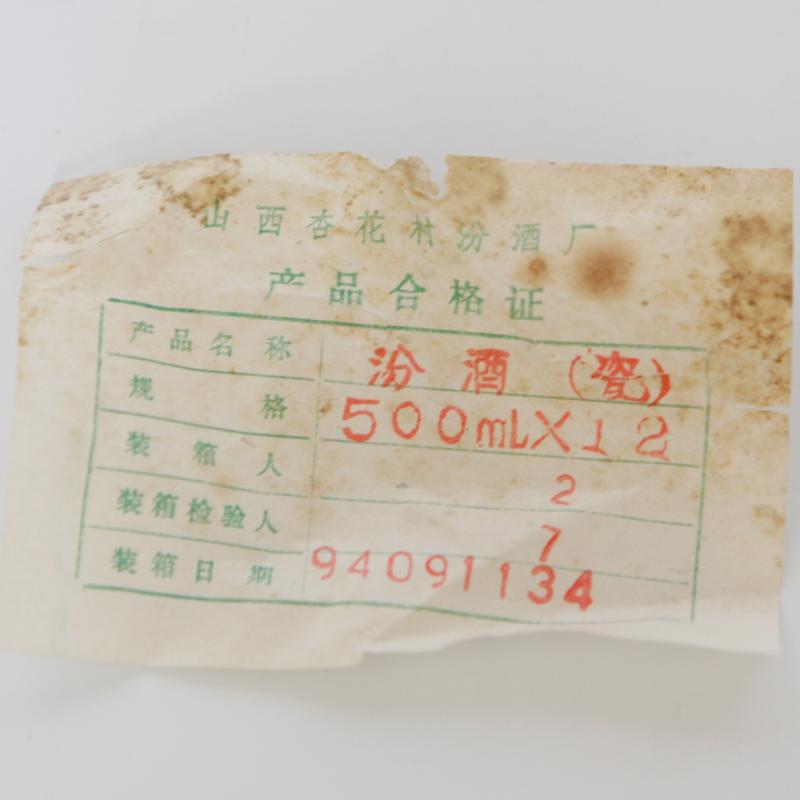 山西杏花村汾酒厂
产品合格证
产品名称 汾酒（瓷）
规格 500mLX12
装箱人 2
装箱检验人 7
装箱日期 94091134